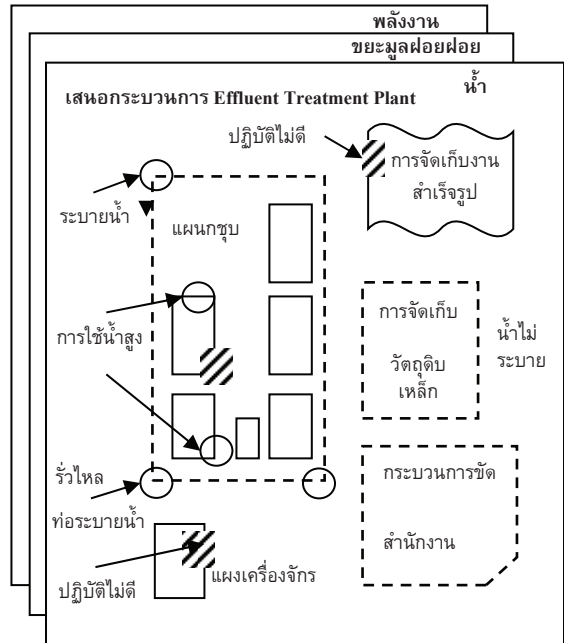 พลังงาน
ขยะมูลฝอยฝอย
น้ำ
เสนอกระบวนการ Effluent Treatment Plant
ปฏิบัติไม่ดี
การจัดเก็บงาน
สำเร็จรูป
ระบายน้ำ
แผนกชุบ
การใช้น้ำสูง
การจัดเก็บ
วัตถุดิบ
เหล็ก
น้ำไม่
ระบาย
รั่วไหล
ท่อระบายน้ำ
กระบวนการขัด
สำนักงาน
แผงเครื่องจักร
ปฏิบัติไม่ดี